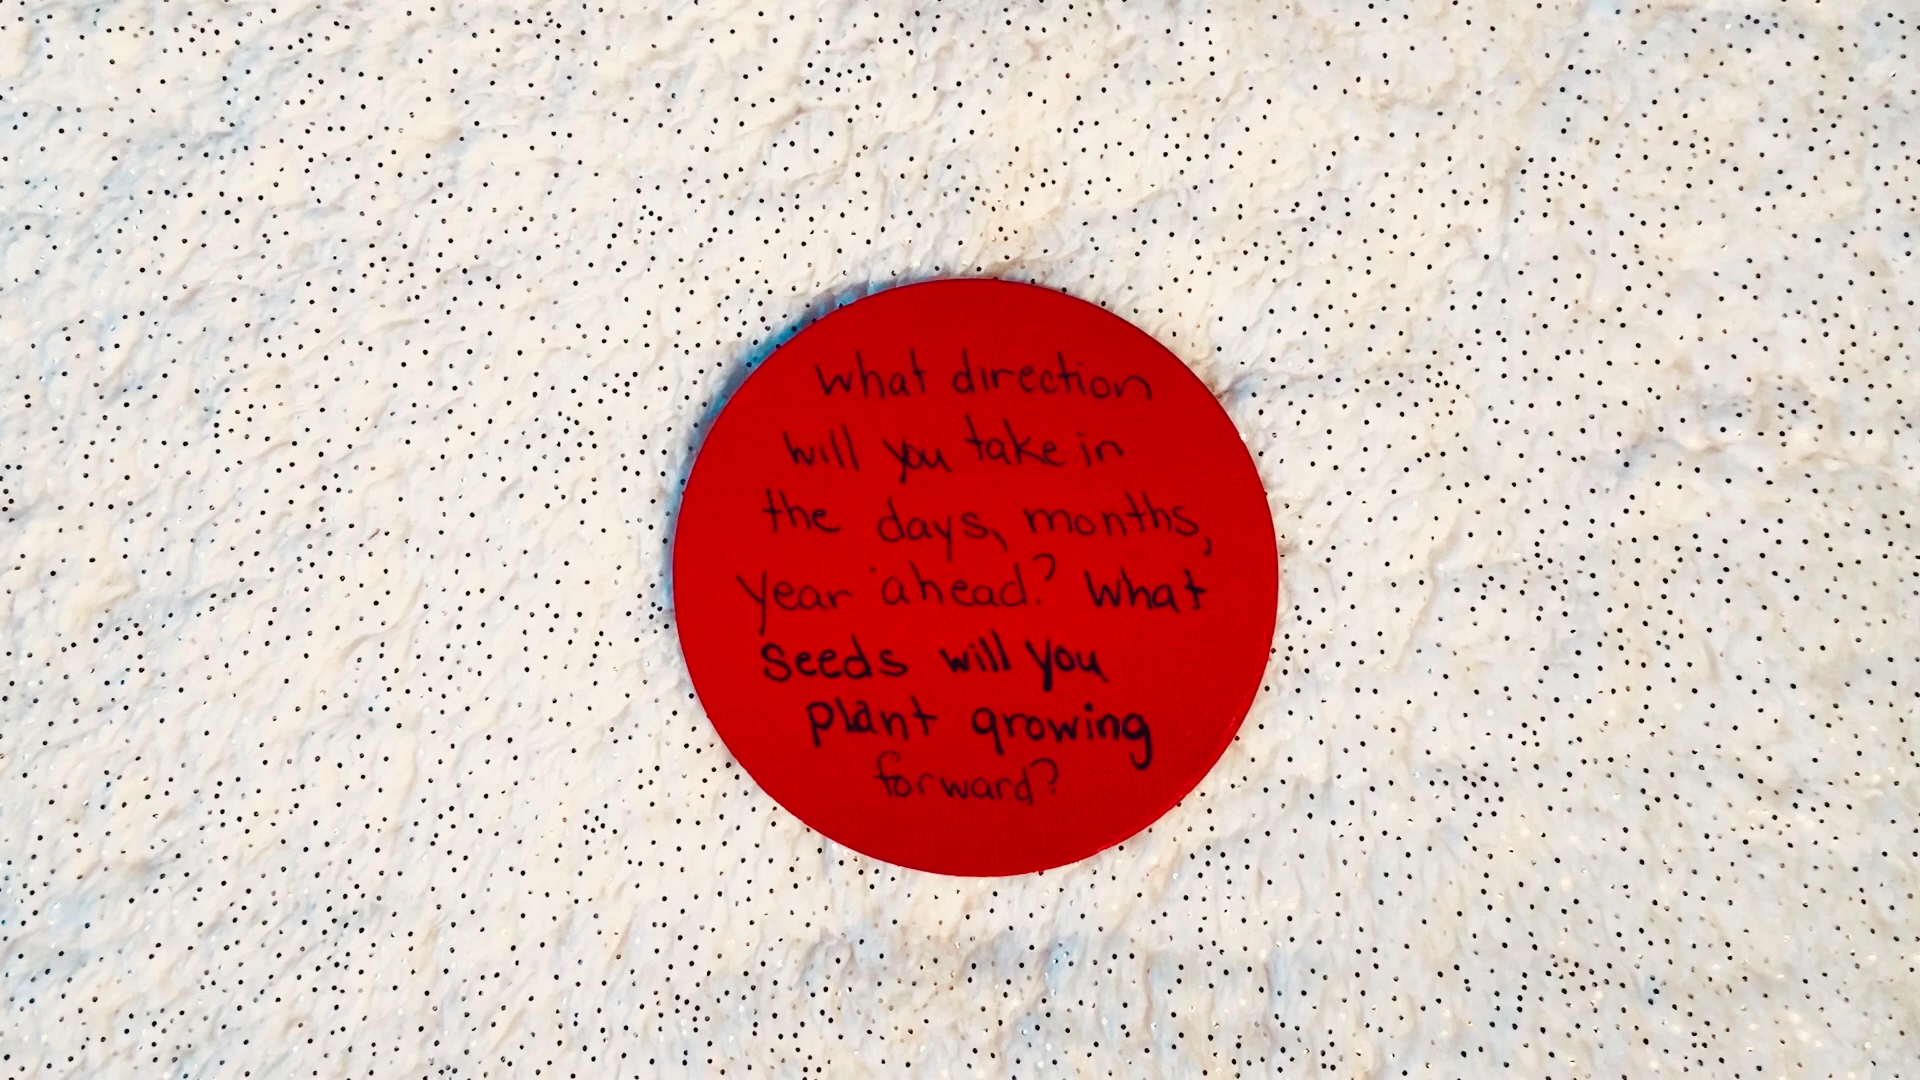 What direction
will you take in
the days, months,
year ahead? What
seeds will you
plant growing
forward?